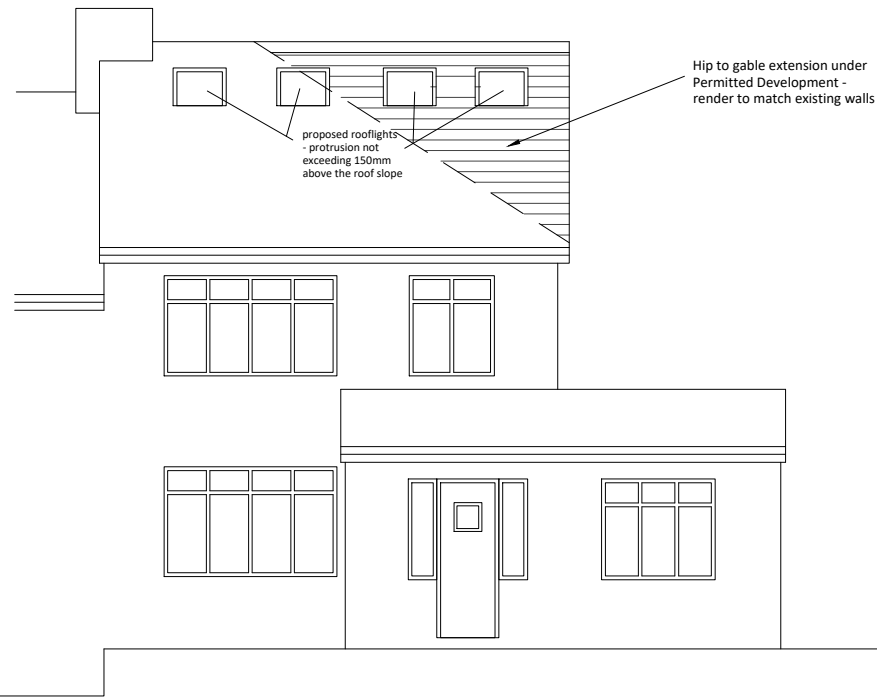 Hip to gable extension under
Permitted Development -
render to match existing walls
proposed rooflights
- protrusion not
exceeding 150mm
above the roof slope